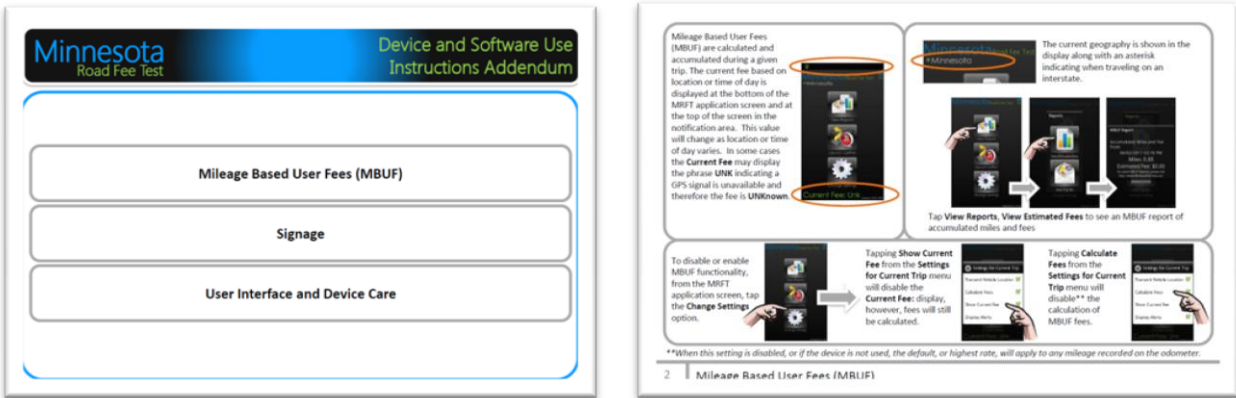 Minnesota
Road Fee Test
Device and Software Use
Instructions Addendum
Mileage Based User Fees (MBUF)
Signage
User Interface and Device Care
Mileage Based User Fees
(MBUF) are calculated and
accumulated during a given
trip. The current fee based on
location or time of day is
displayed at the bottom of the
MRFT application screen and at
the top of the screen in the
notification area. This value
will change as location or time
of day varies. In some cases
the Current Fee may display
the phrase UNK indicating a
GPS signal is unavailable and
therefore the fee is UNKnown.
Current Fee: Unk
Minnesota Road Fee Test
*Minnesota
The current geography is shown in the
display along with an asterisk
indicating when traveling on an
interstate.
Reports
MBUF Report
Tap View Reports, View Estimated Fees to see an MBUF report of
accumulated miles and fees
To disable or enable
MBUF functionality,
from the MRFT
application screen, tap
the Change Settings
option.
Tapping Show Current
Fee from the Settings
for Current Trip menu
will disable the
Current Fee: display,
however, fees will still
be calculated.
Settings for Current Trip
Transmit Vehicle Location
Calculate Fees
Show Current Fee
Display Alerts
Tapping Calculate
Fees from the
Settings for Current
Trip menu will
disable** the
calculation of
MBUF fees.
Settings for Current Trip
Transmit Vehicle Location
Calculate Fees
Show Current Fee
Display Alerts
**When this setting is disabled, or if the device is not used, the default, or highest rate, will apply to any mileage recorded on the odometer.
2 Mileage Based User Fees (MBUF)